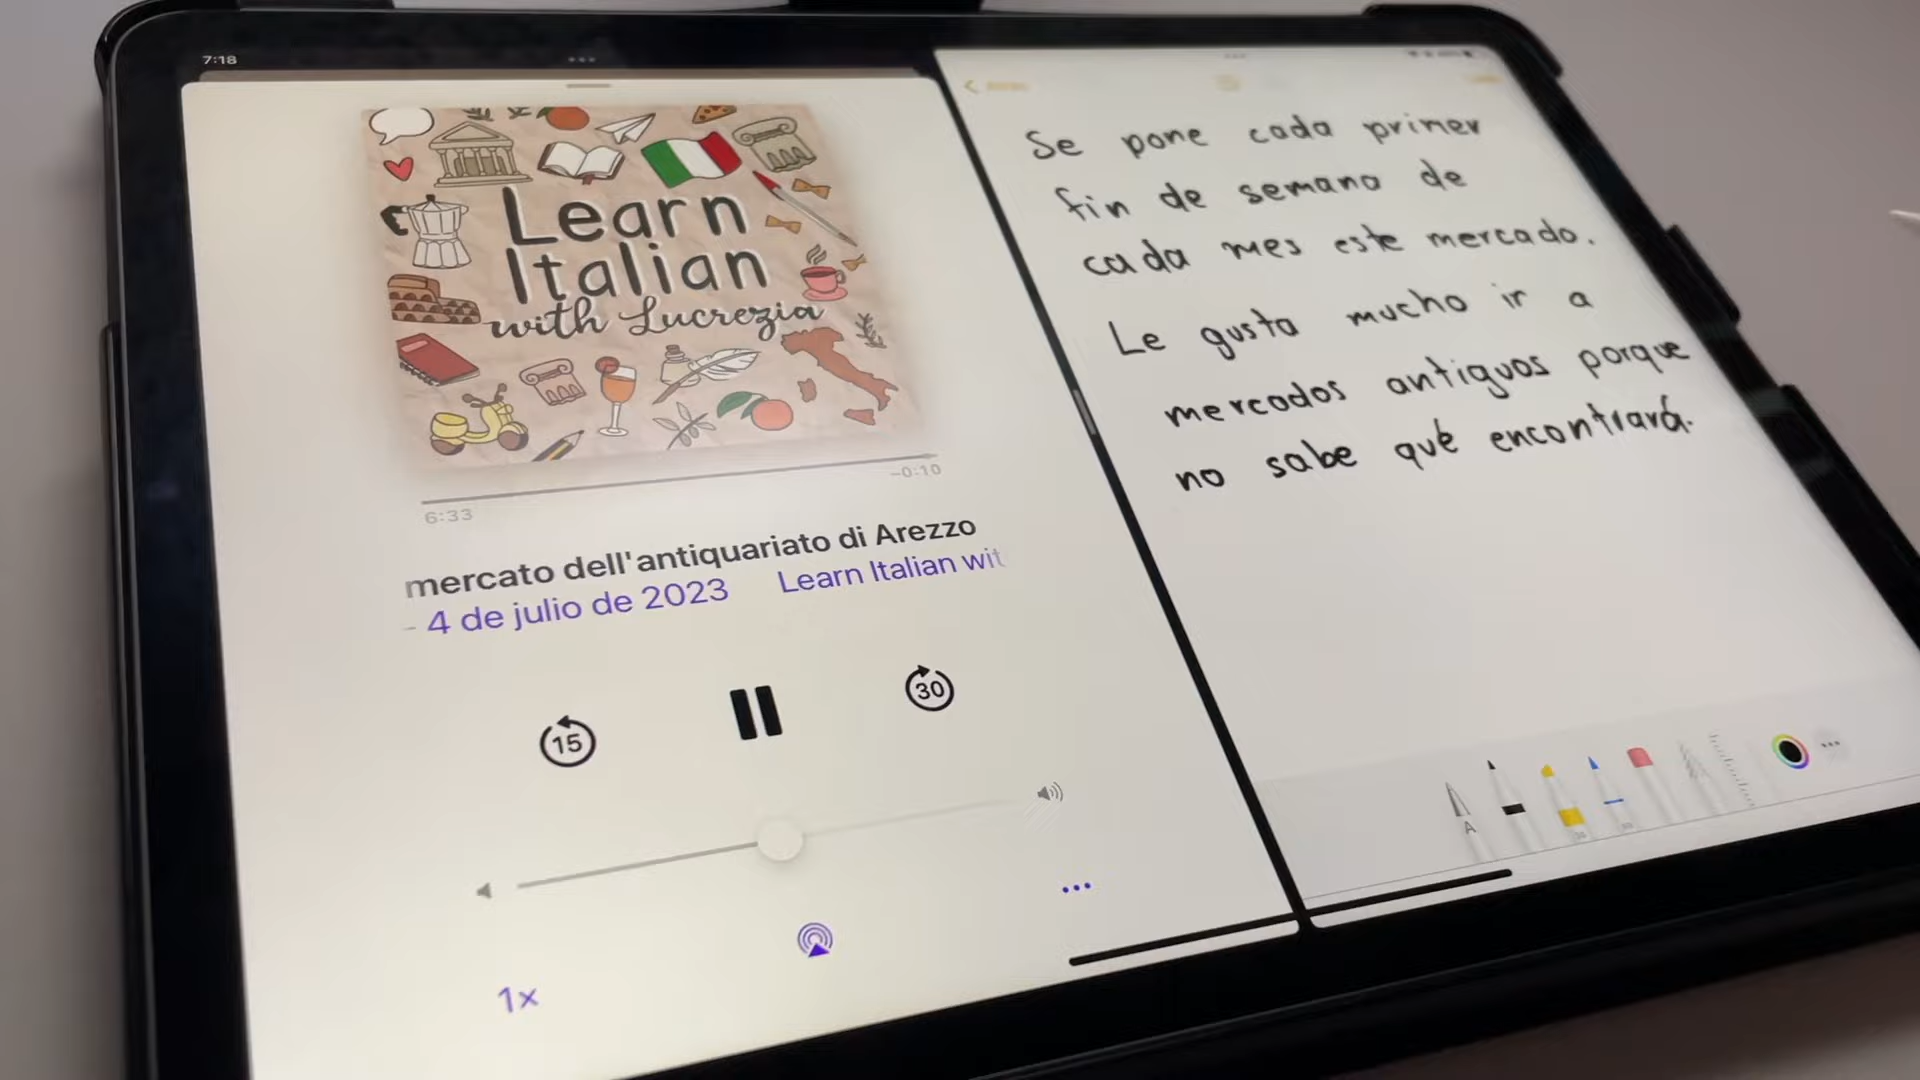 7:18
Learn
Italian
with Lucrezia
6:33
-0:10
mercato dell'antiquariato di Arezzo
- 4 de julio de 2023 Learn Italian wit
15
30
1x
Se pone cada primer
fin de semana de
cada mes este mercado.
Le gusta mucho ir a
mercados antiguos porque
no sabe qué encontrará.
A